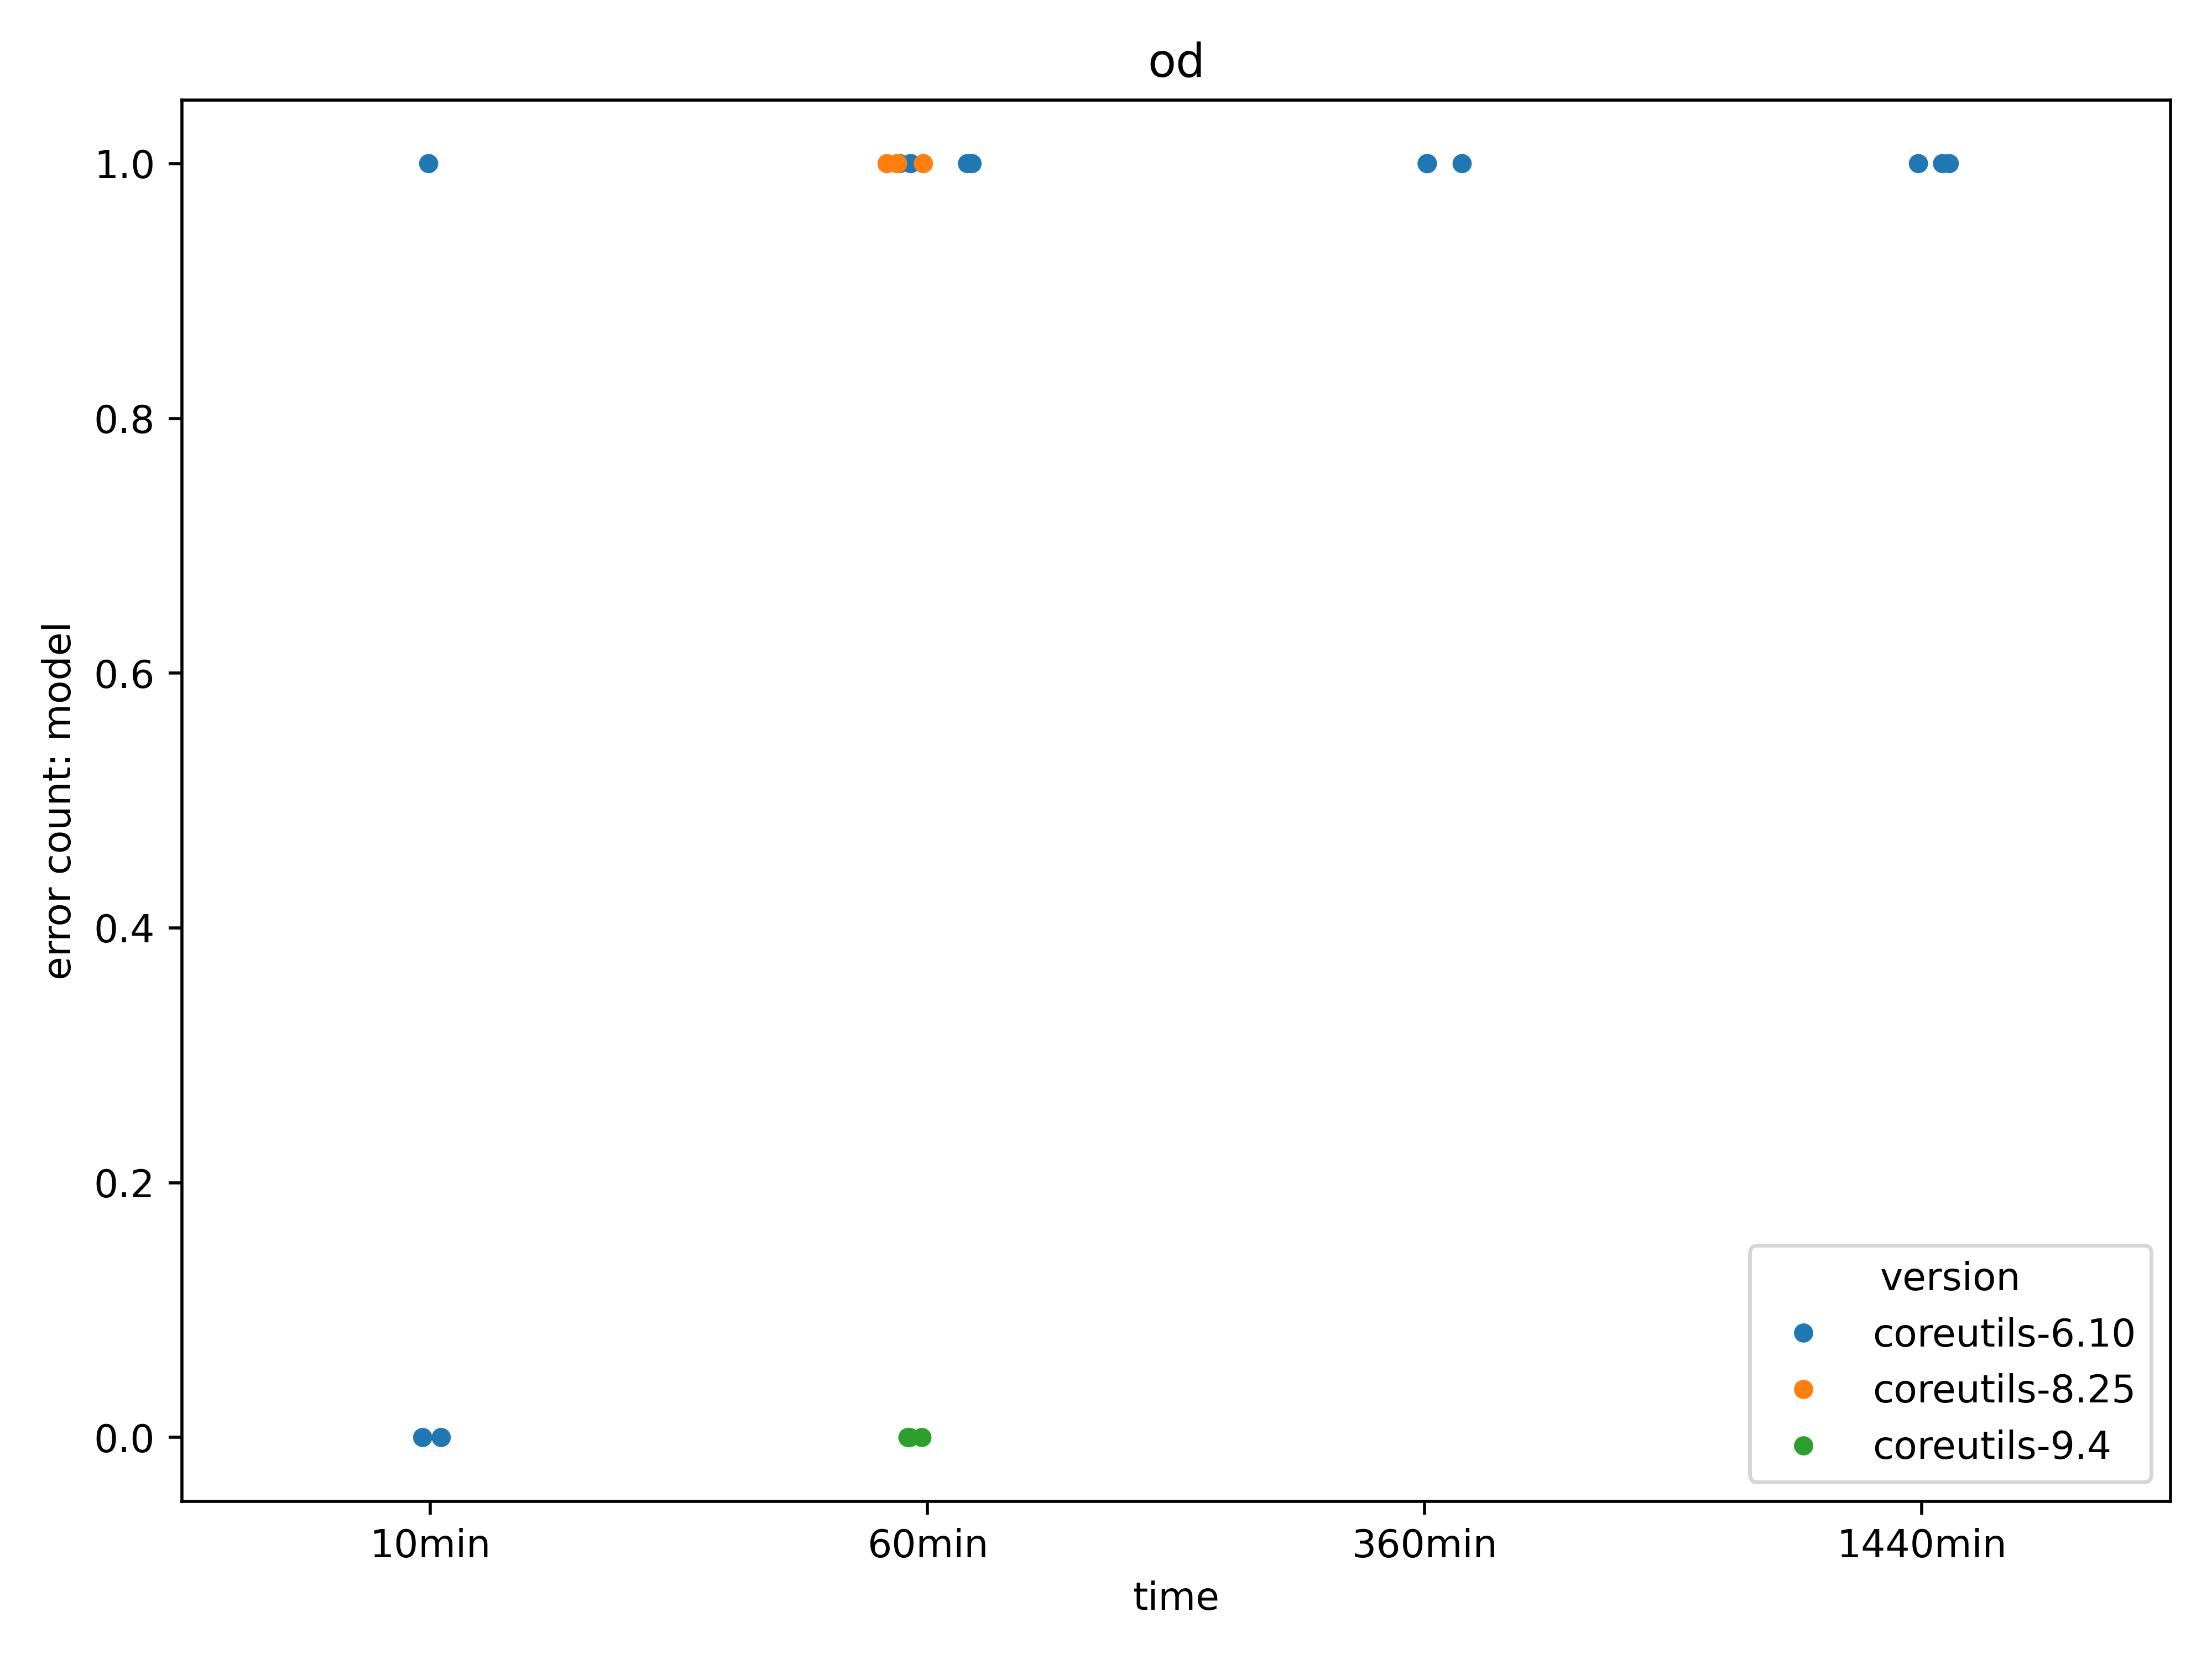 od
error count: model
1.0
0.8
0.6
0.4
0.2
0.0
version
coreutils-6.10
coreutils-8.25
coreutils-9.4
10min
60min
360min
1440min
time